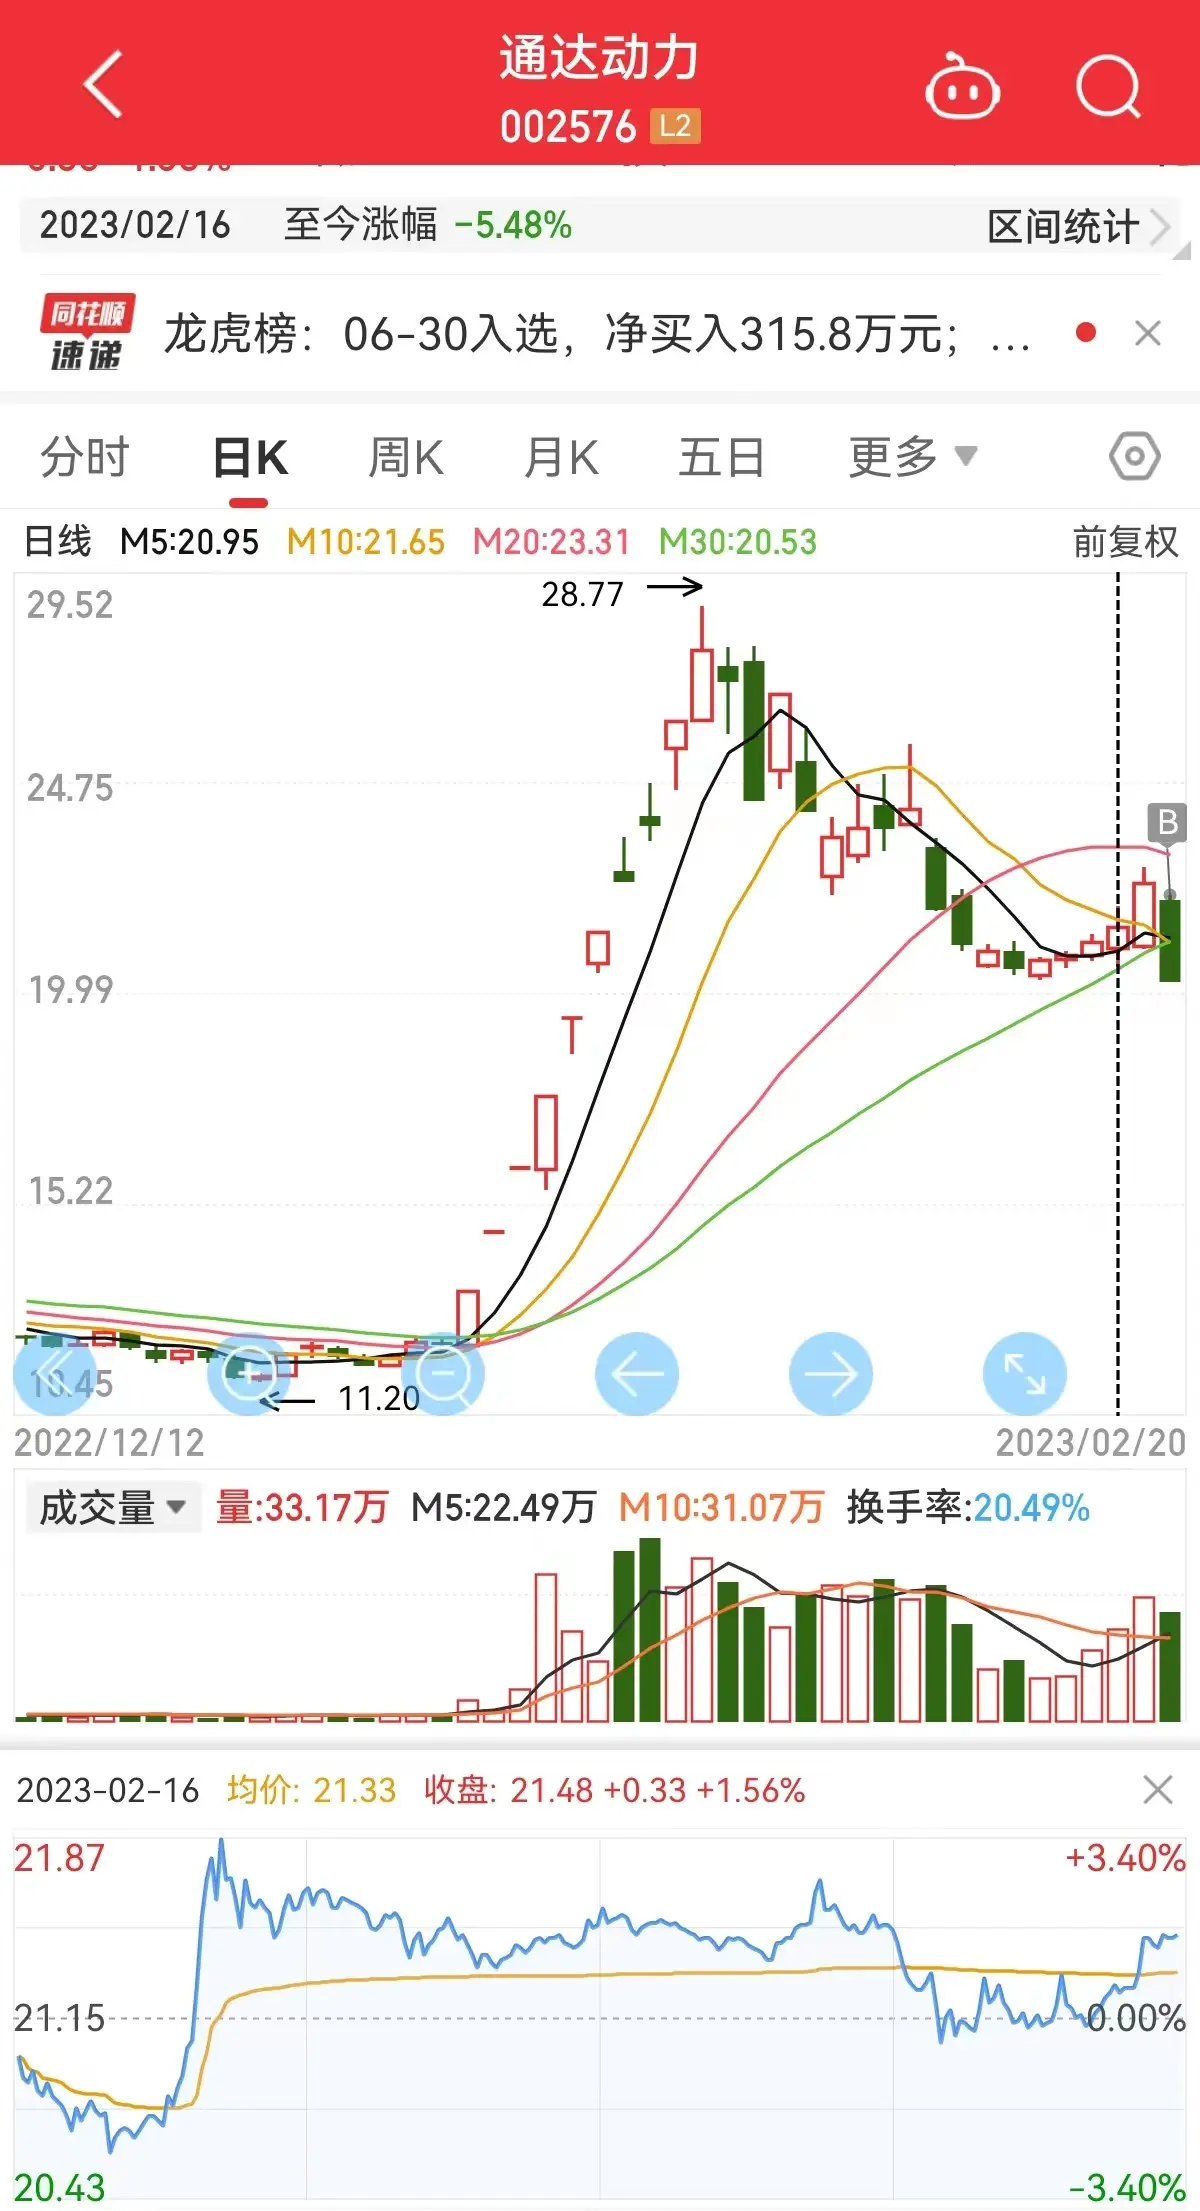 通达动力
002576 L2
2023/02/16 至今涨幅 -5.48% 区间统计
同花顺
速递
龙虎榜：06-30入选，净买入315.8万元；...
分时 日K 周K 月K 五日 更多
日线 M5:20.95 M10:21.65 M20:23.31 M30:20.53 前复权
28.77
29.52
24.75
B
19.99
15.22
10.45
11.20
2022/12/12 2023/02/20
成交量 量:33.17万 M5:22.49万 M10:31.07万 换手率:20.49%
2023-02-16 均价: 21.33 收盘: 21.48 +0.33 +1.56%
21.87 +3.40%
21.15 0.00%
20.43 -3.40%